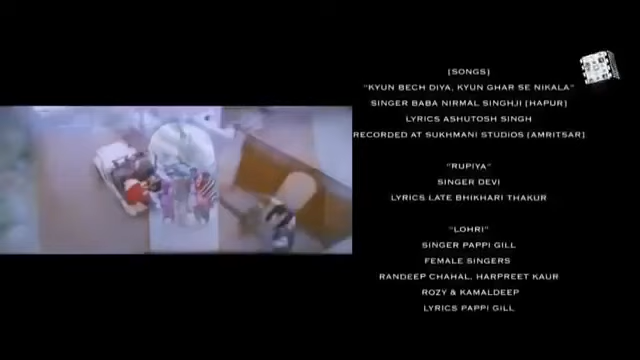 [SONGS]
"KYUN BECH DIYA, KYUN GHAR SE NIKALA"
SINGER BABA NIRMAL SINGHJI [HAPUR]
LYRICS ASHUTOSH SINGH
RECORDED AT SUKHMANI STUDIOS [AMRITSAR]
"RUPIYA"
SINGER DEVI
LYRICS LATE BHIKHARI THAKUR
"LOHRI"
SINGER PAPPI GILL
FEMALE SINGERS
RANDEEP CHAHAL, HARPREET KAUR
ROZY & KAMALDEEP
LYRICS PAPPI GILL